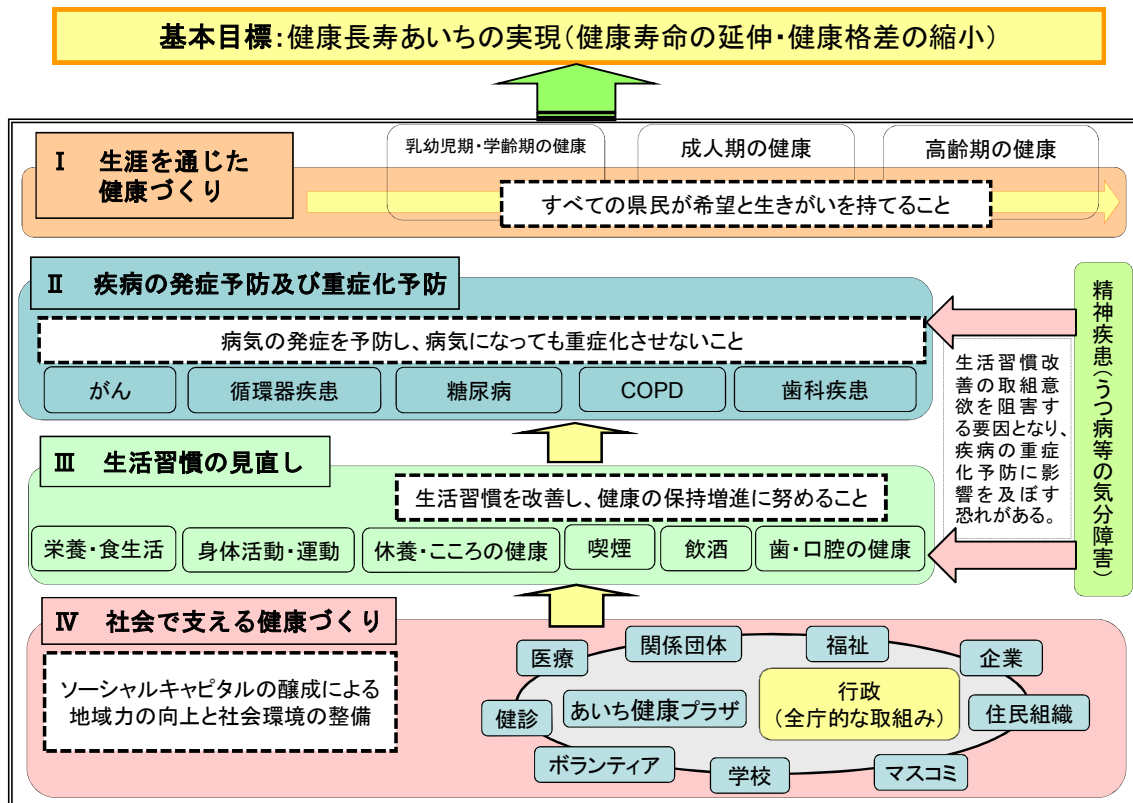 基本目標：健康長寿あいちの実現（健康寿命の延伸・健康格差の縮小）
Ⅰ　生涯を通じた
健康づくり
乳幼児期・学齢期の健康
成人期の健康
高齢期の健康
すべての県民が希望と生きがいを持てること
Ⅱ　疾病の発症予防及び重症化予防
病気の発症を予防し、病気になっても重症化させないこと
がん
循環器疾患
糖尿病
COPD
歯科疾患
精神疾患（うつ病等の気分障害）
生活習慣改
善の取組意
欲を阻害す
る要因となり、
疾病の重症
化予防に影
響を及ぼす
恐れがある。
Ⅲ　生活習慣の見直し
生活習慣を改善し、健康の保持増進に努めること
栄養・食生活
身体活動・運動
休養・こころの健康
喫煙
飲酒
歯・口腔の健康
Ⅳ　社会で支える健康づくり
ソーシャルキャピタルの醸成による
地域力の向上と社会環境の整備
医療
関係団体
福祉
企業
健診
あいち健康プラザ
行政
（全庁的な取組み）
住民組織
ボランティア
学校
マスコミ